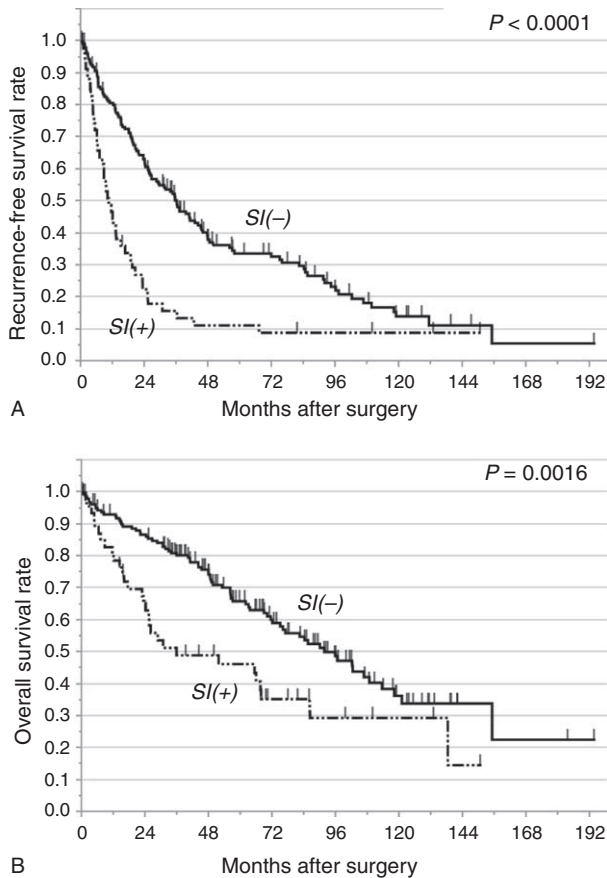 P < 0.0001
1.0
0.9
0.8
0.7
0.6
0.5
0.4
0.3
0.2
0.1
0.0
Recurrence-free survival rate
SI(–)
SI(+)
0 24 48 72 96 120 144 168 192
A Months after surgery
P = 0.0016
1.0
0.9
0.8
0.7
0.6
0.5
0.4
0.3
0.2
0.1
0.0
Overall survival rate
SI(–)
SI(+)
0 24 48 72 96 120 144 168 192
B Months after surgery